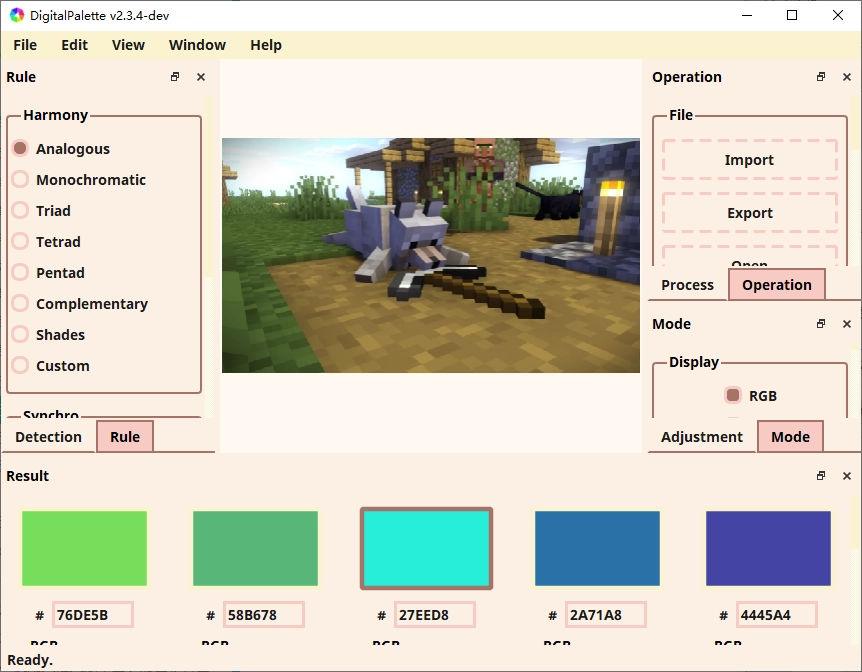 DigitalPalette v2.3.4-dev
File Edit View Window Help
Rule
Harmony
Analogous
Monochromatic
Triad
Tetrad
Pentad
Complementary
Shades
Custom
Synchro
Detection Rule
Operation
File
Import
Export
Open
Process Operation
Mode
Display
RGB
Adjustment Mode
Result
# 76DE5B # 58B678 # 27EED8 # 2A71A8 # 4445A4
RGB RGB RGB RGB RGB
Ready.